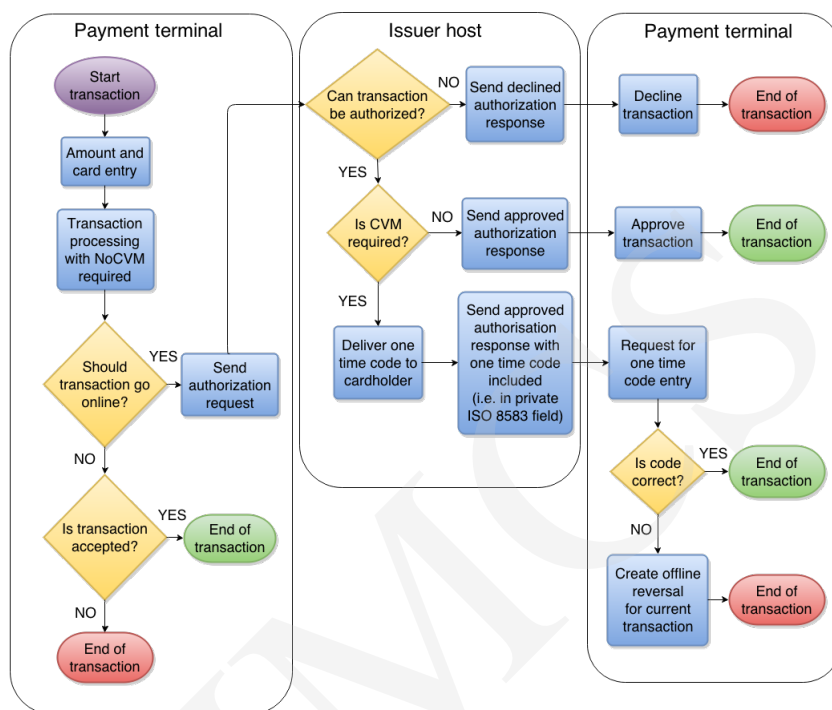 Payment terminal
Start
transaction
Amount and
card entry
Transaction
processing
with NoCVM
required
Should
transaction go
online?
YES
Send
authorization
request
NO
Is transaction
accepted?
YES
End of
transaction
NO
End of
transaction
Issuer host
Can transaction
be authorized?
NO
Send declined
authorization
response
YES
Is CVM
required?
NO
Send approved
authorization
response
YES
Deliver one
time code to
cardholder
Send approved
authorisation
response with
one time code
included
(i.e. in private
ISO 8583 field)
Payment terminal
Decline
transaction
End of
transaction
Approve
transaction
End of
transaction
Request for
one time
code entry
Is code
correct?
YES
End of
transaction
NO
Create offline
reversal
for current
transaction
End of
transaction